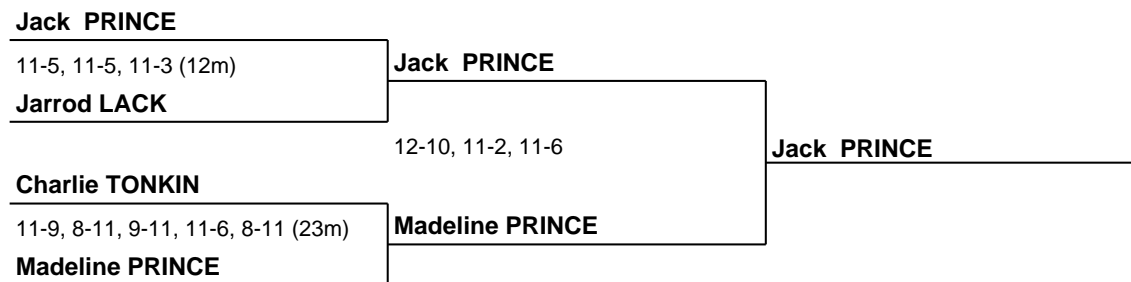 Jack  PRINCE
11-5, 11-5, 11-3 (12m)
Jarrod LACK
Jack  PRINCE
12-10, 11-2, 11-6
Jack  PRINCE
Charlie TONKIN
11-9, 8-11, 9-11, 11-6, 8-11 (23m)
Madeline PRINCE
Madeline PRINCE